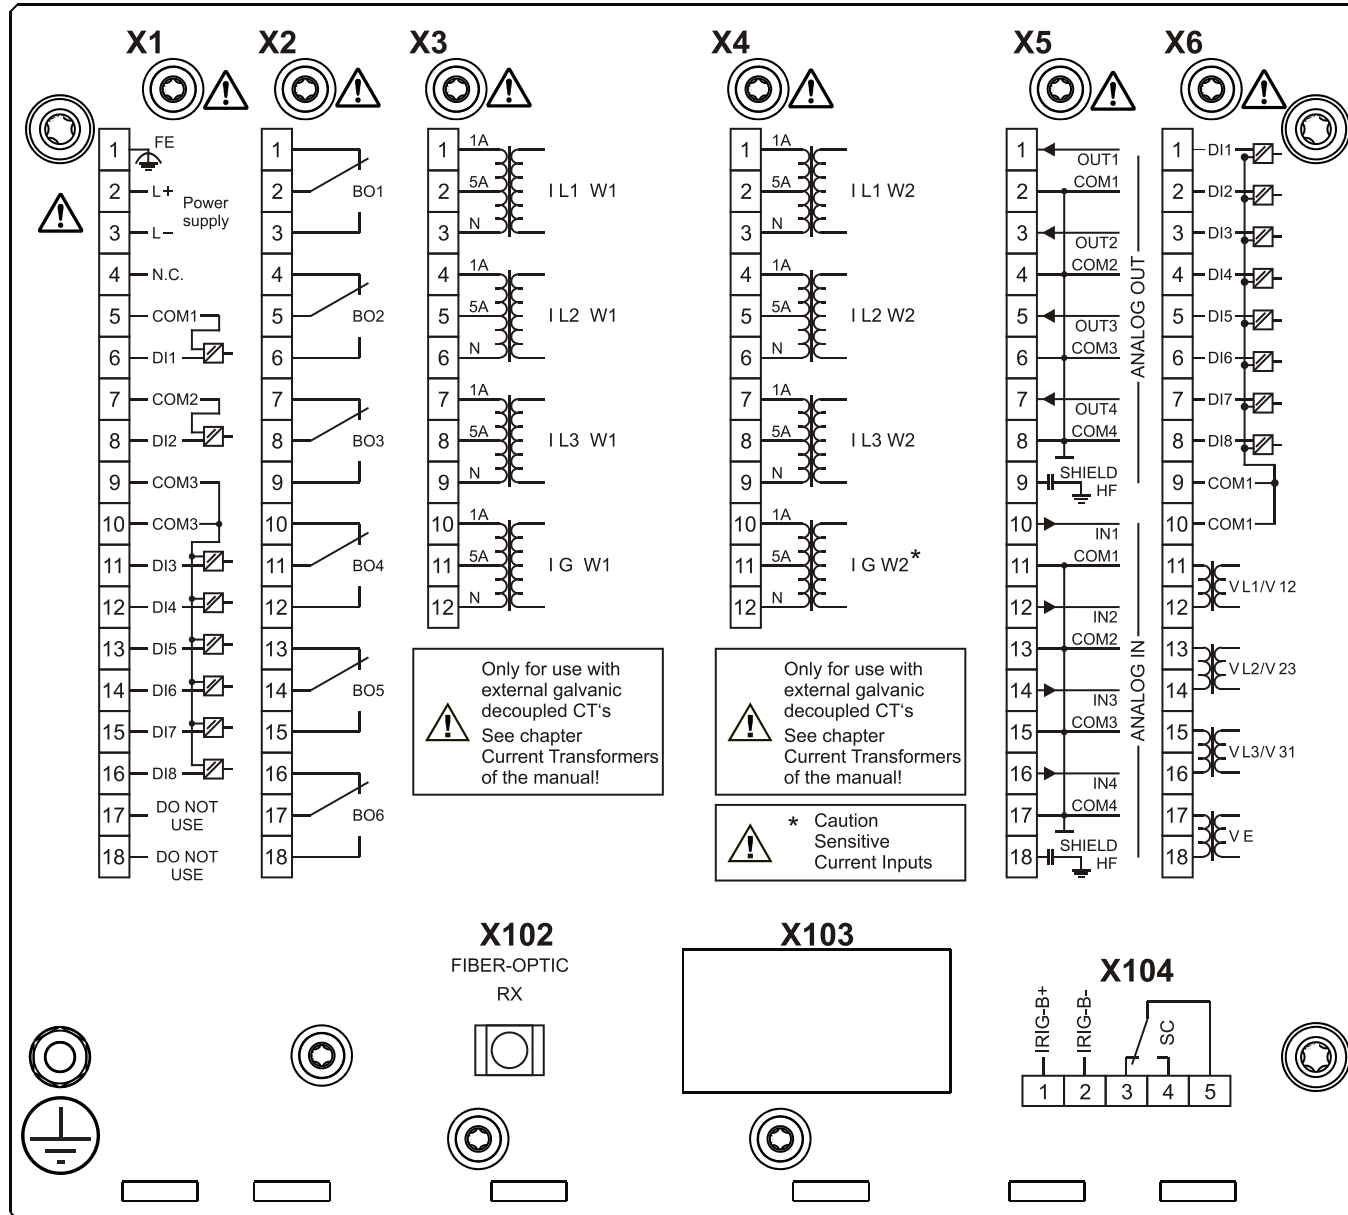 X1
X2
X3
X4
X5
X6
1 FE
2 L+
Power
supply
3 L−
4 N.C.
5 COM1
6 DI1
7 COM2
8 DI2
9 COM3
10 COM3
11 DI3
12 DI4
13 DI5
14 DI6
15 DI7
16 DI8
17 DO NOT
USE
18 DO NOT
USE
1
2 BO1
3
4
5 BO2
6
7
8 BO3
9
10
11 BO4
12
13
14 BO5
15
16
17 BO6
18
1 1A
2 5A I L1 W1
3 N
4 1A
5 5A I L2 W1
6 N
7 1A
8 5A I L3 W1
9 N
10 1A
11 5A I G W1
12 N
Only for use with
external galvanic
decoupled CT‘s
See chapter
Current Transformers
of the manual!
1 1A
2 5A I L1 W2
3 N
4 1A
5 5A I L2 W2
6 N
7 1A
8 5A I L3 W2
9 N
10 1A
11 5A I G W2*
12 N
Only for use with
external galvanic
decoupled CT‘s
See chapter
Current Transformers
of the manual!
* Caution
Sensitive
Current Inputs
1 OUT1
2 COM1
3 OUT2
4 COM2
5 OUT3
6 COM3
7 OUT4
8 COM4
9 SHIELD
HF
ANALOG OUT
10 IN1
11 COM1
12 IN2
13 COM2
14 IN3
15 COM3
16 IN4
17 COM4
18 SHIELD
HF
ANALOG IN
1 DI1
2 DI2
3 DI3
4 DI4
5 DI5
6 DI6
7 DI7
8 DI8
9 COM1
10 COM1
11
V L1/V 12
12
13
V L2/V 23
14
15
V L3/V 31
16
17
V E
18
X102
FIBER-OPTIC
RX
X103
X104
IRIG-B+
IRIG-B-
SC
1 2 3 4 5